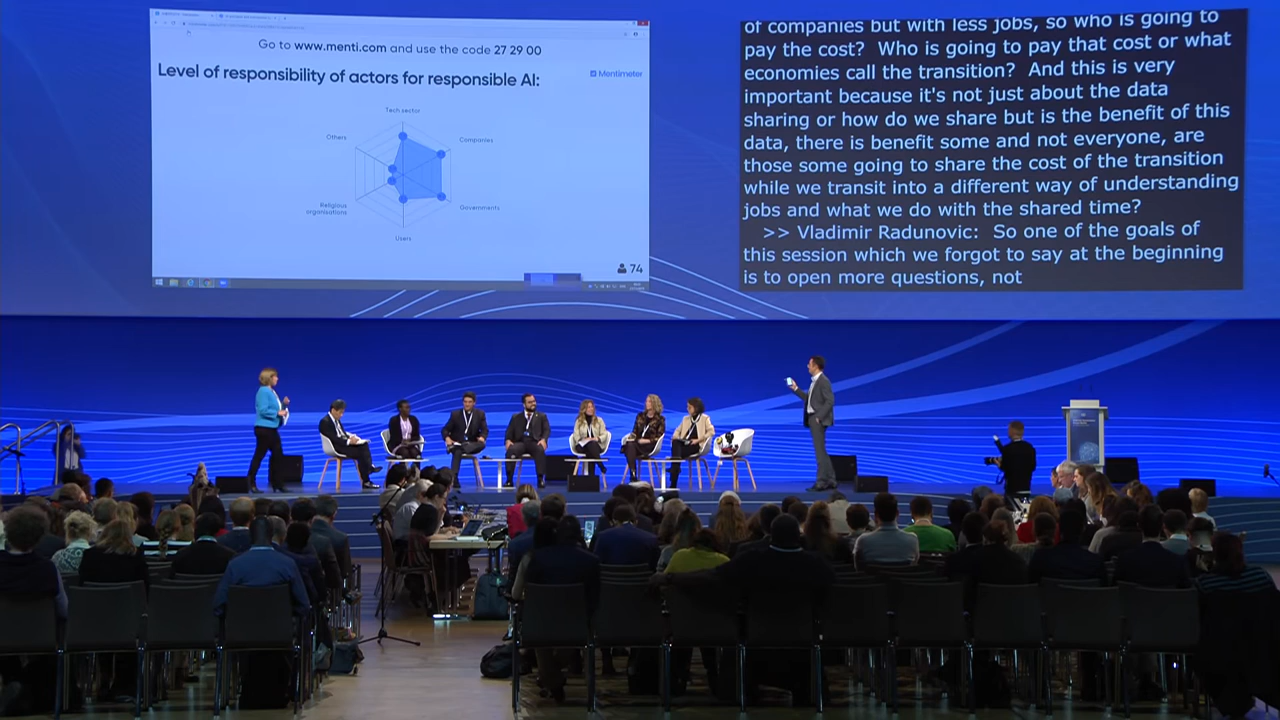 Go to www.menti.com and use the code 27 29 00
Level of responsibility of actors for responsible AI:
Mentimeter
Tech sector
Others
Companies
Religious
organisations
Governments
Users
74
of companies but with less jobs, so who is going to
pay the cost? Who is going to pay that cost or what
economies call the transition? And this is very
important because it's not just about the data
sharing or how do we share but is the benefit of this
data, there is benefit some and not everyone, are
those some going to share the cost of the transition
while we transit into a different way of understanding
jobs and what we do with the shared time?
>> Vladimir Radunovic: So one of the goals of
this session which we forgot to say at the beginning
is to open more questions, not